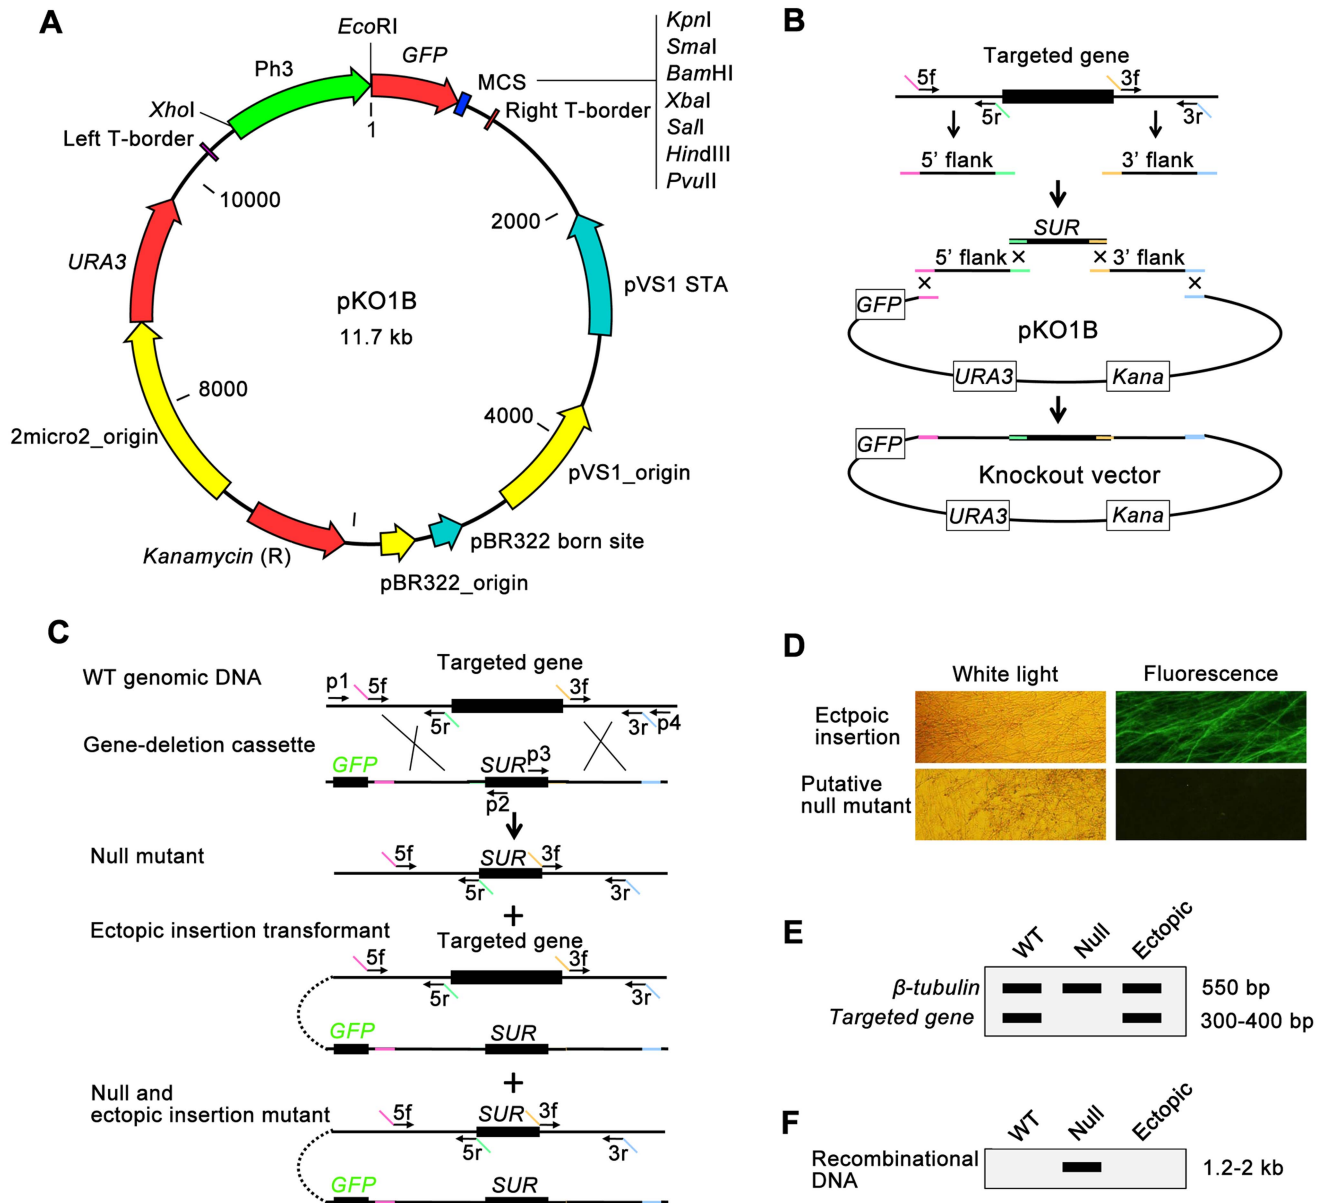 A
EcoRI
GFP
Ph3
MCS
KpnI
SmaI
BamHI
XbaI
SalI
HindIII
PvuII
XhoI
Right T-border
Left T-border
1
10000
2000
URA3
pVS1 STA
pKO1B
11.7 kb
8000
4000
2micro2_origin
pVS1_origin
Kanamycin (R)
pBR322 born site
pBR322_origin
B
Targeted gene
5f
3f
5r
3r
5' flank
3' flank
SUR
5' flank
3' flank
GFP
pKO1B
URA3
Kana
GFP
Knockout vector
URA3
Kana
C
WT genomic DNA
Targeted gene
p1
5f
3f
5r
3r
p4
Gene-deletion cassette
GFP
SUR
p3
p2
Null mutant
5f
SUR
3f
5r
3r
+
Ectopic insertion transformant
Targeted gene
5f
3f
5r
3r
GFP
SUR
+
Null and
ectopic insertion mutant
5f
SUR
3f
5r
3r
GFP
SUR
D
White light
Fluorescence
Ectpoic
insertion
Putative
null mutant
E
WT
Null
Ectopic
β-tubulin
550 bp
Targeted gene
300-400 bp
F
WT
Null
Ectopic
Recombinational
DNA
1.2-2 kb